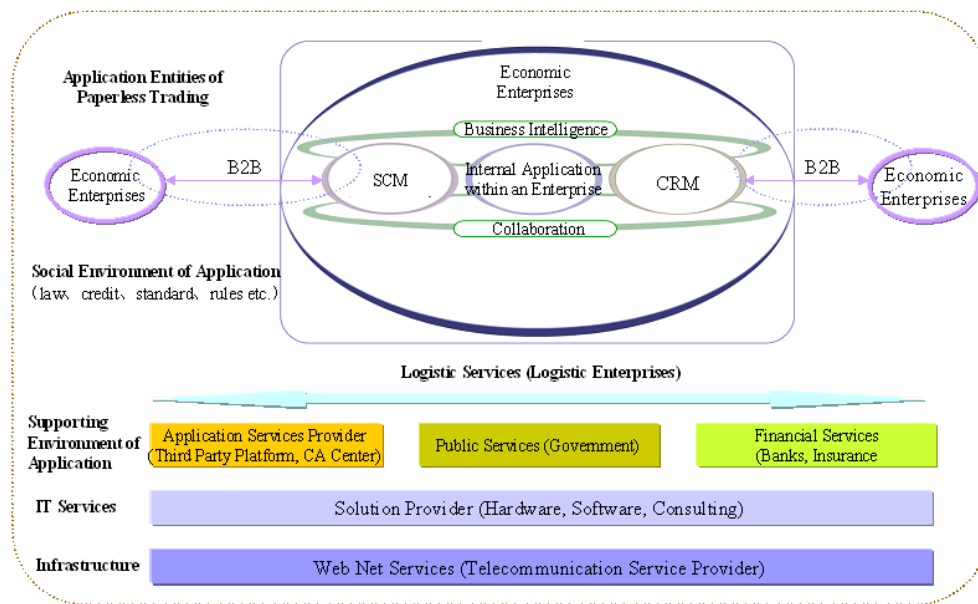 Economic
Enterprises
Application Entities of
Paperless Trading
Business Intelligence
Economic
Enterprises
B2B
SCM
Internal Application
within an Enterprise
CRM
B2B
Economic
Enterprises
Collaboration
Social Environment of Application
(law、credit、standard、rules etc.)
Logistic Services (Logistic Enterprises)
Supporting
Environment of
Application
Application Services Provider
(Third Party Platform, CA Center)
Public Services (Government)
Financial Services
(Banks, Insurance
IT Services
Solution Provider (Hardware, Software, Consulting)
Infrastructure
Web Net Services (Telecommunication Service Provider)